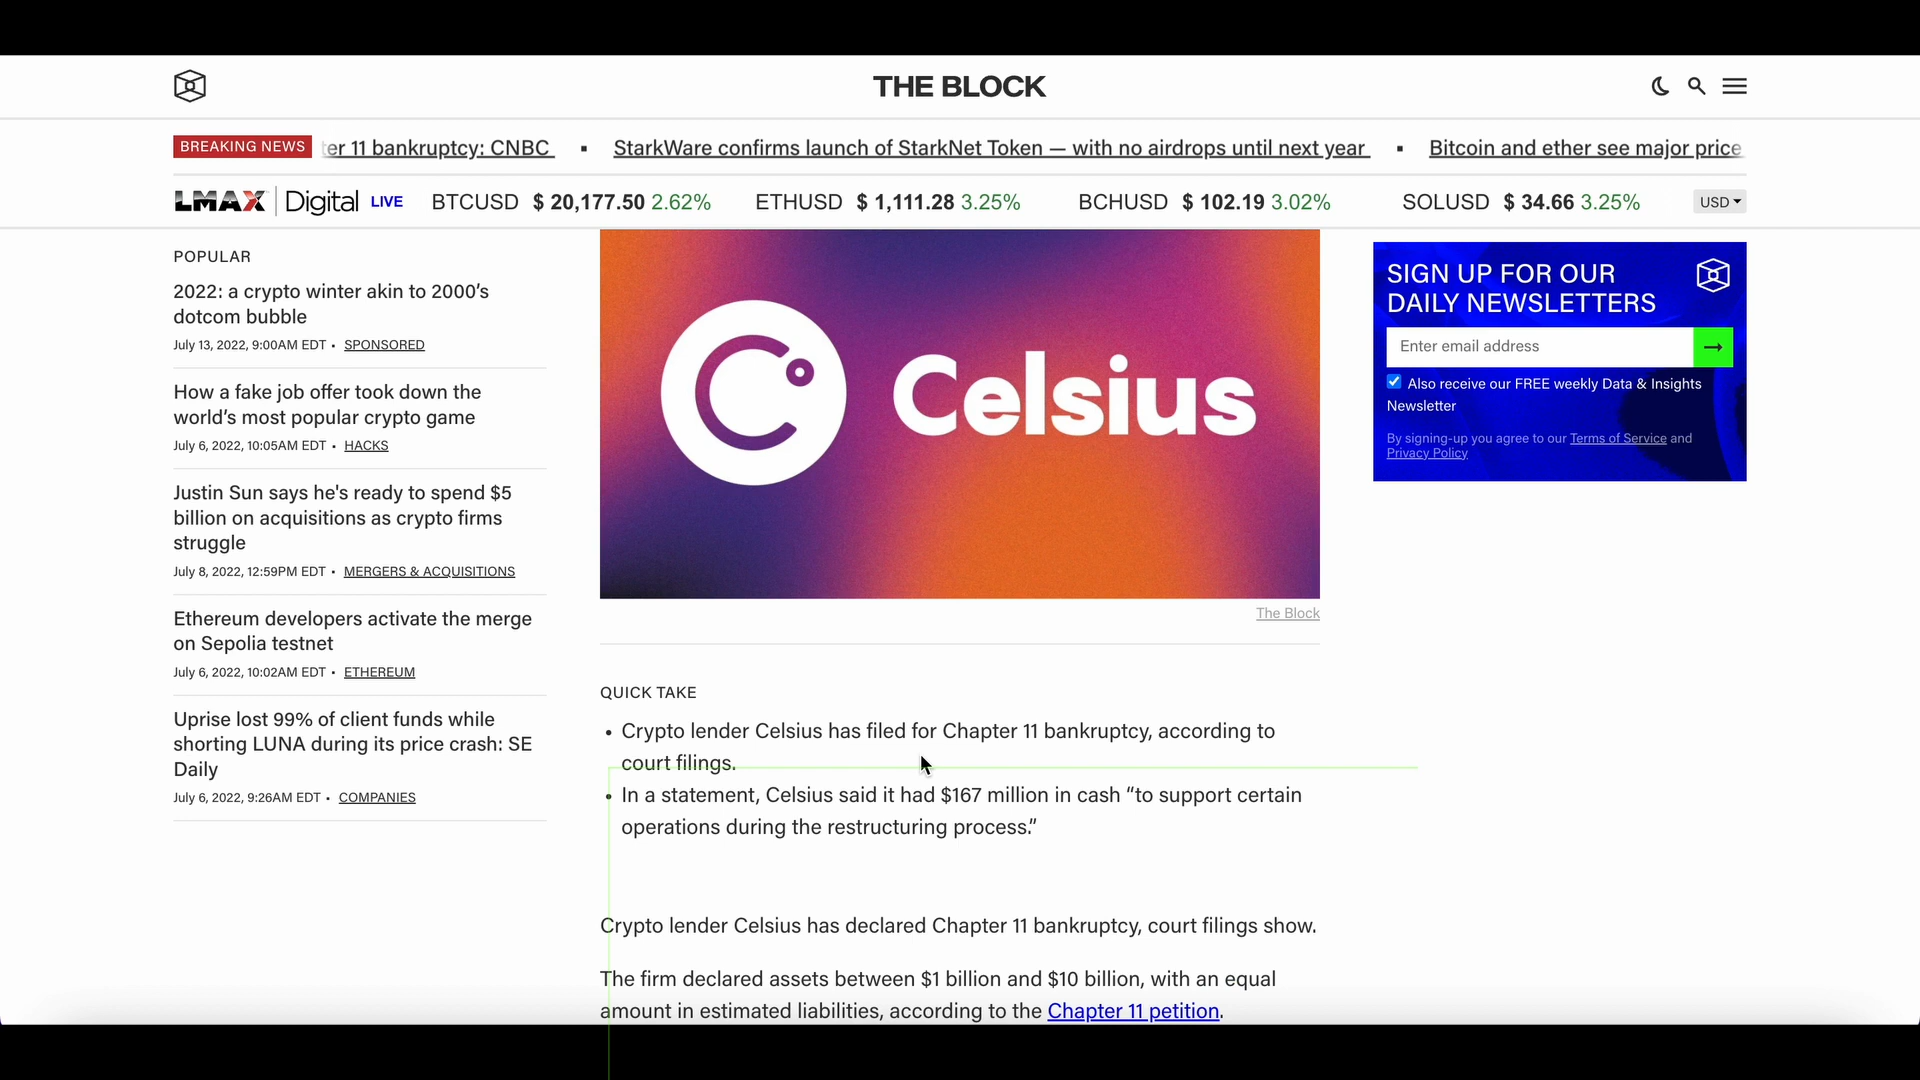 THE BLOCK
BREAKING NEWS
ter 11 bankruptcy: CNBC ▪ StarkWare confirms launch of StarkNet Token — with no airdrops until next year ▪ Bitcoin and ether see major price
LMAX Digital LIVE BTCUSD $ 20,177.50 2.62% ETHUSD $ 1,111.28 3.25% BCHUSD $ 102.19 3.02% SOLUSD $ 34.66 3.25% USD
POPULAR
2022: a crypto winter akin to 2000’s
dotcom bubble
July 13, 2022, 9:00AM EDT • SPONSORED
How a fake job offer took down the
world’s most popular crypto game
July 6, 2022, 10:05AM EDT • HACKS
Justin Sun says he's ready to spend $5
billion on acquisitions as crypto firms
struggle
July 8, 2022, 12:59PM EDT • MERGERS & ACQUISITIONS
Ethereum developers activate the merge
on Sepolia testnet
July 6, 2022, 10:02AM EDT • ETHEREUM
Uprise lost 99% of client funds while
shorting LUNA during its price crash: SE
Daily
July 6, 2022, 9:26AM EDT • COMPANIES
Celsius
The Block
QUICK TAKE
• Crypto lender Celsius has filed for Chapter 11 bankruptcy, according to
court filings.
• In a statement, Celsius said it had $167 million in cash “to support certain
operations during the restructuring process.”
Crypto lender Celsius has declared Chapter 11 bankruptcy, court filings show.
The firm declared assets between $1 billion and $10 billion, with an equal
amount in estimated liabilities, according to the Chapter 11 petition.
SIGN UP FOR OUR
DAILY NEWSLETTERS
Enter email address
Also receive our FREE weekly Data & Insights
Newsletter
By signing-up you agree to our Terms of Service and
Privacy Policy